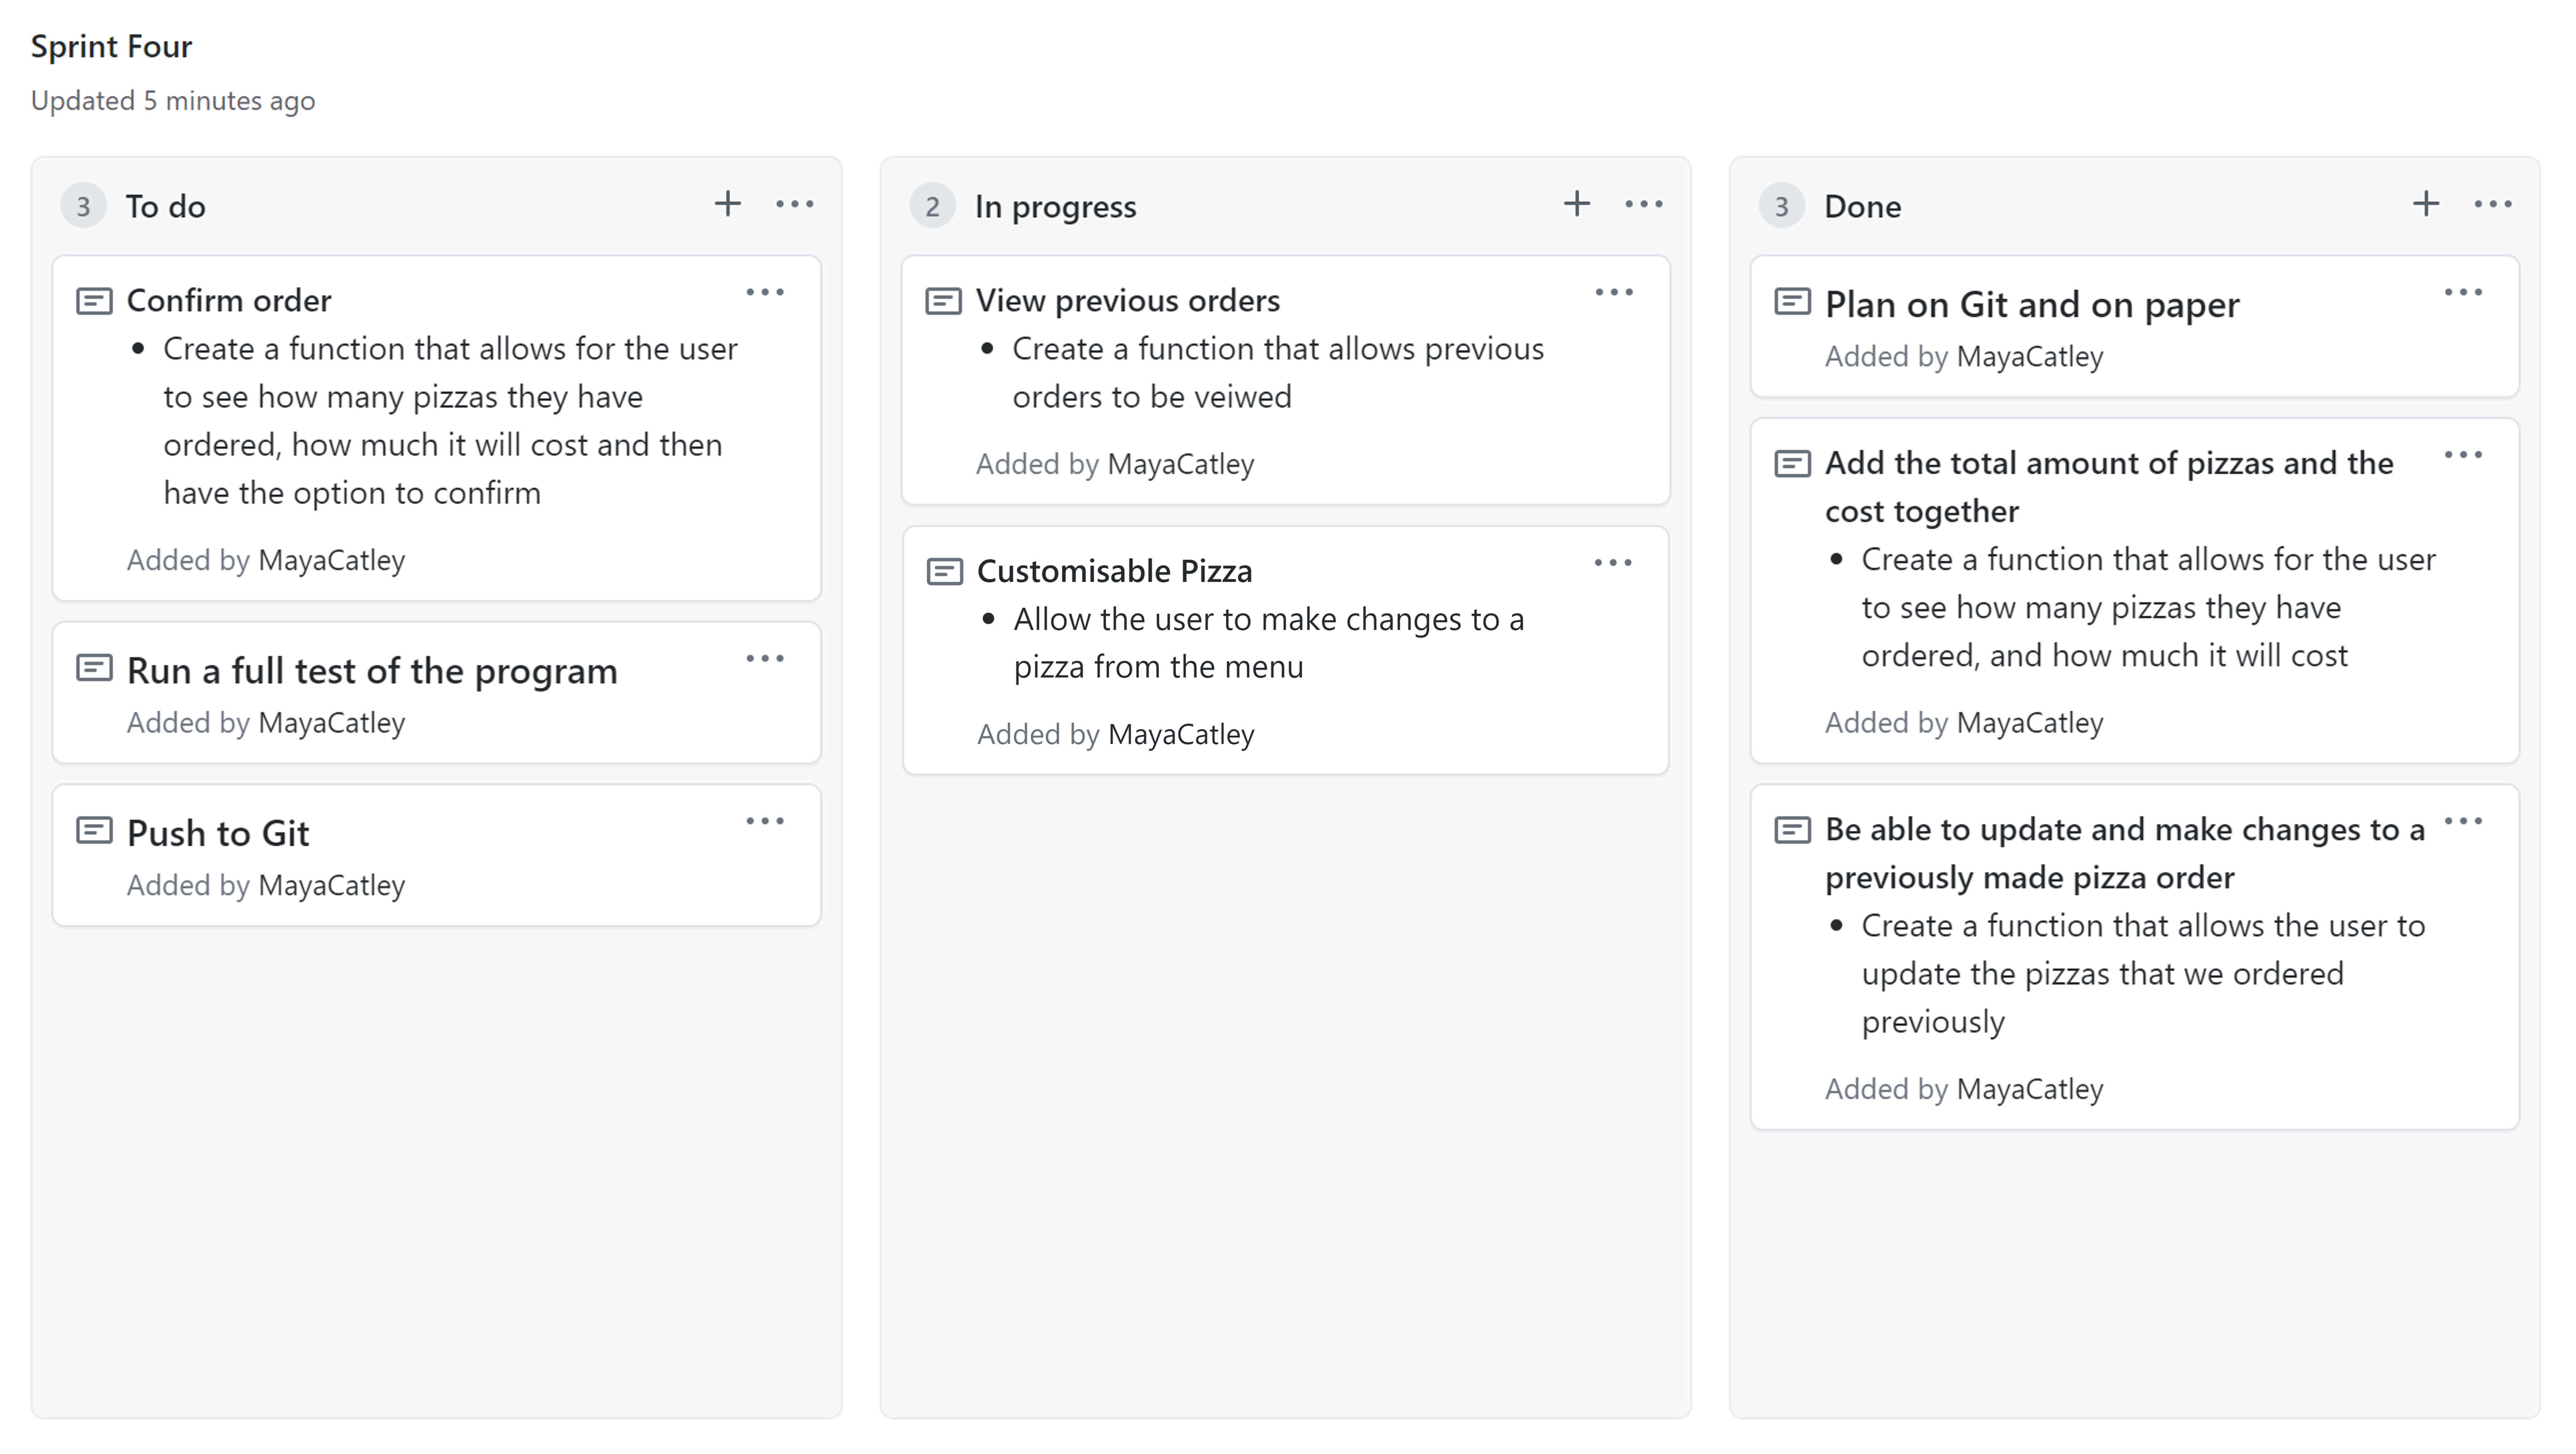 Sprint Four
Updated 5 minutes ago
3 To do
Confirm order
• Create a function that allows for the user
to see how many pizzas they have
ordered, how much it will cost and then
have the option to confirm
Added by MayaCatley
Run a full test of the program
Added by MayaCatley
Push to Git
Added by MayaCatley
2 In progress
View previous orders
• Create a function that allows previous
orders to be veiwed
Added by MayaCatley
Customisable Pizza
• Allow the user to make changes to a
pizza from the menu
Added by MayaCatley
3 Done
Plan on Git and on paper
Added by MayaCatley
Add the total amount of pizzas and the
cost together
• Create a function that allows for the user
to see how many pizzas they have
ordered, and how much it will cost
Added by MayaCatley
Be able to update and make changes to a
previously made pizza order
• Create a function that allows the user to
update the pizzas that we ordered
previously
Added by MayaCatley